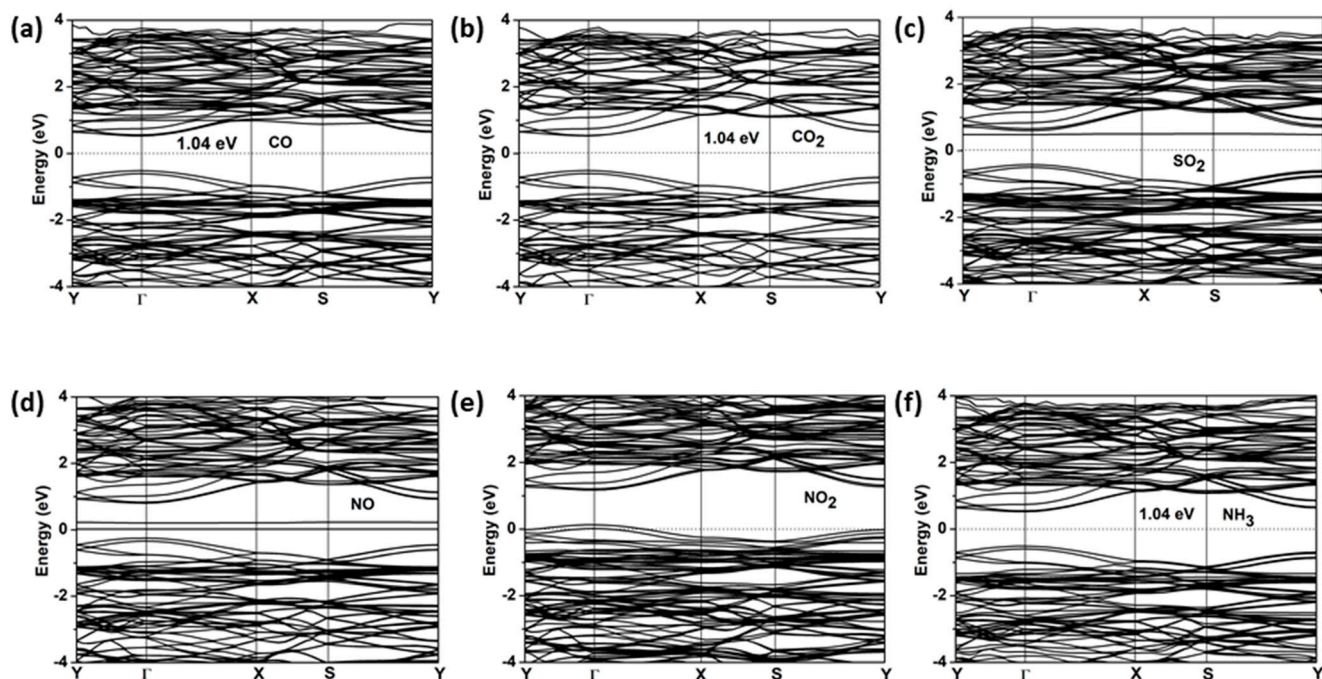 (a)
Energy (eV)
4
2
0
-2
-4
1.04 eV CO
Y Γ X S Y
(b)
Energy (eV)
4
2
0
-2
-4
1.04 eV CO₂
Y Γ X S Y
(c)
Energy (eV)
4
2
0
-2
-4
SO₂
Y Γ X S Y
(d)
Energy (eV)
4
2
0
-2
-4
NO
Y Γ X S Y
(e)
Energy (eV)
4
2
0
-2
-4
NO₂
Y Γ X S Y
(f)
Energy (eV)
4
2
0
-2
-4
1.04 eV NH₃
Y Γ X S Y